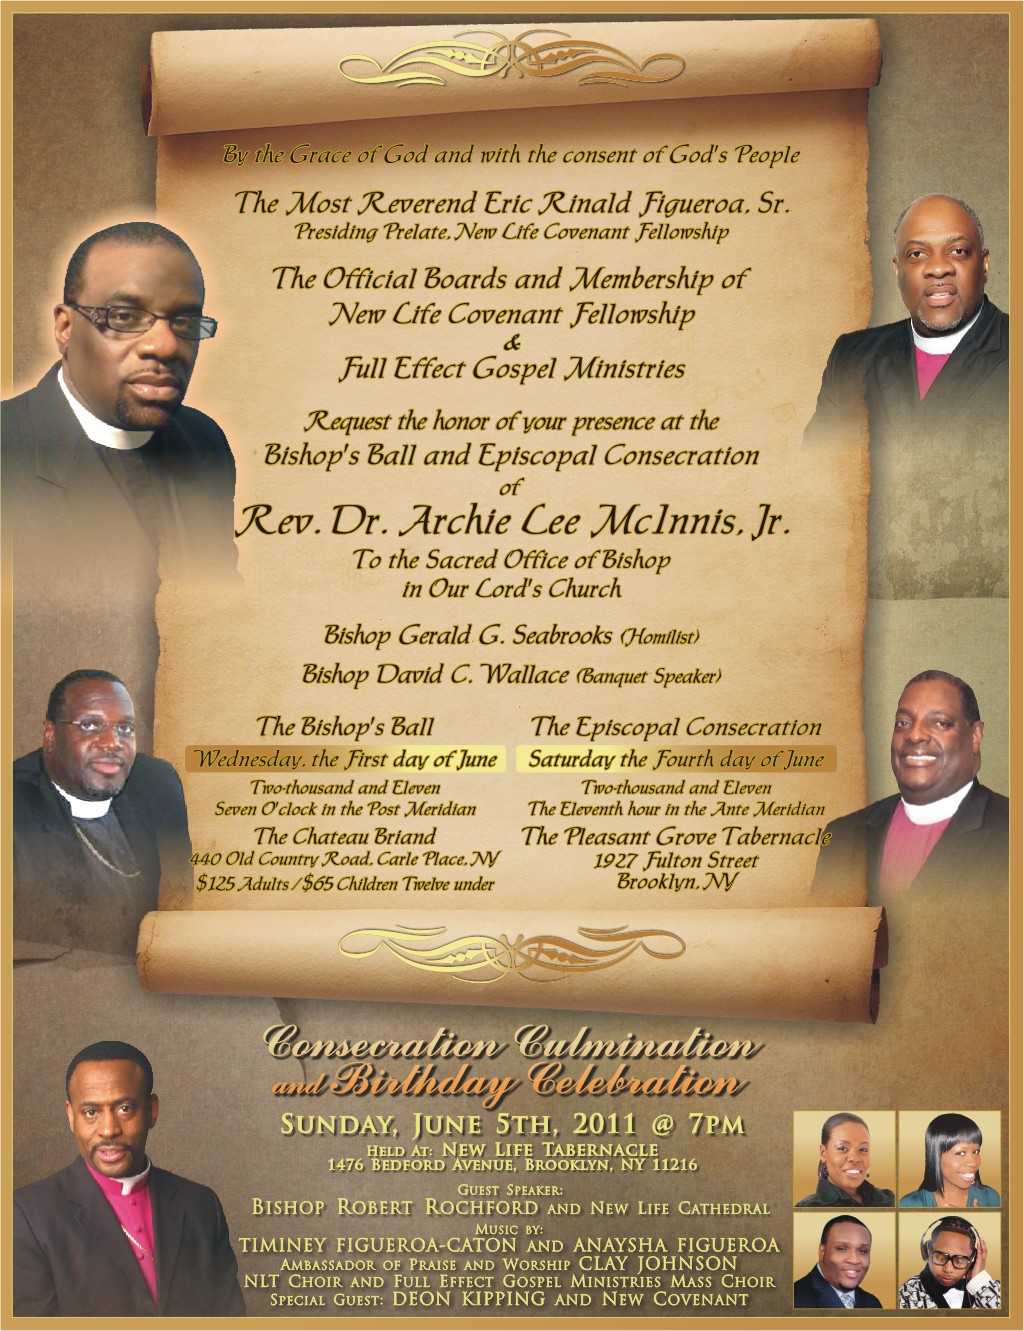 By the Grace of God and with the consent of God's People
The Most Reverend Eric Rinald Figueroa, Sr.
Presiding Prelate, New Life Covenant Fellowship
The Official Boards and Membership of
New Life Covenant Fellowship
&
Full Effect Gospel Ministries
Request the honor of your presence at the
Bishop's Ball and Episcopal Consecration
of
Rev. Dr. Archie Lee McInnis, Jr.
To the Sacred Office of Bishop
in Our Lord's Church
Bishop Gerald G. Seabrooks (Homilist)
Bishop David C. Wallace (Banquet Speaker)
The Bishop's Ball
Wednesday, the First day of June
Two-thousand and Eleven
Seven O'clock in the Post Meridian
The Chateau Briand
440 Old Country Road, Carle Place, NY
$125 Adults / $65 Children Twelve under
The Episcopal Consecration
Saturday the Fourth day of June
Two-thousand and Eleven
The Eleventh hour in the Ante Meridian
The Pleasant Grove Tabernacle
1927 Fulton Street
Brooklyn, NY
Consecration Culmination
and Birthday Celebration
Sunday, June 5th, 2011 @ 7pm
held at: New Life Tabernacle
1476 Bedford Avenue, Brooklyn, NY 11216
Guest Speaker:
Bishop Robert Rochford and New Life Cathedral
Music by:
TIMINEY FIGUEROA-CATON and ANAYSHA FIGUEROA
Ambassador of Praise and Worship CLAY JOHNSON
NLT Choir and Full Effect Gospel Ministries Mass Choir
Special Guest: DEON KIPPING and New Covenant